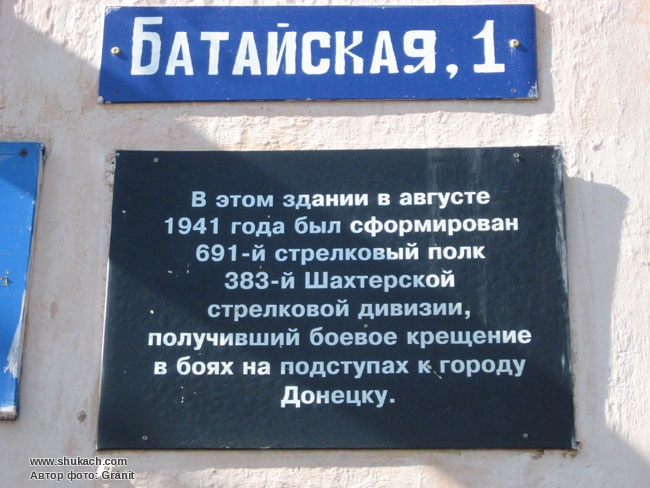 БАТАЙСКАЯ, 1
В этом здании в августе
1941 года был сформирован
691-й стрелковый полк
383-й Шахтерской
стрелковой дивизии,
получивший боевое крещение
в боях на подступах к городу
Донецку.
www.shukach.com
Автор фото: Granit